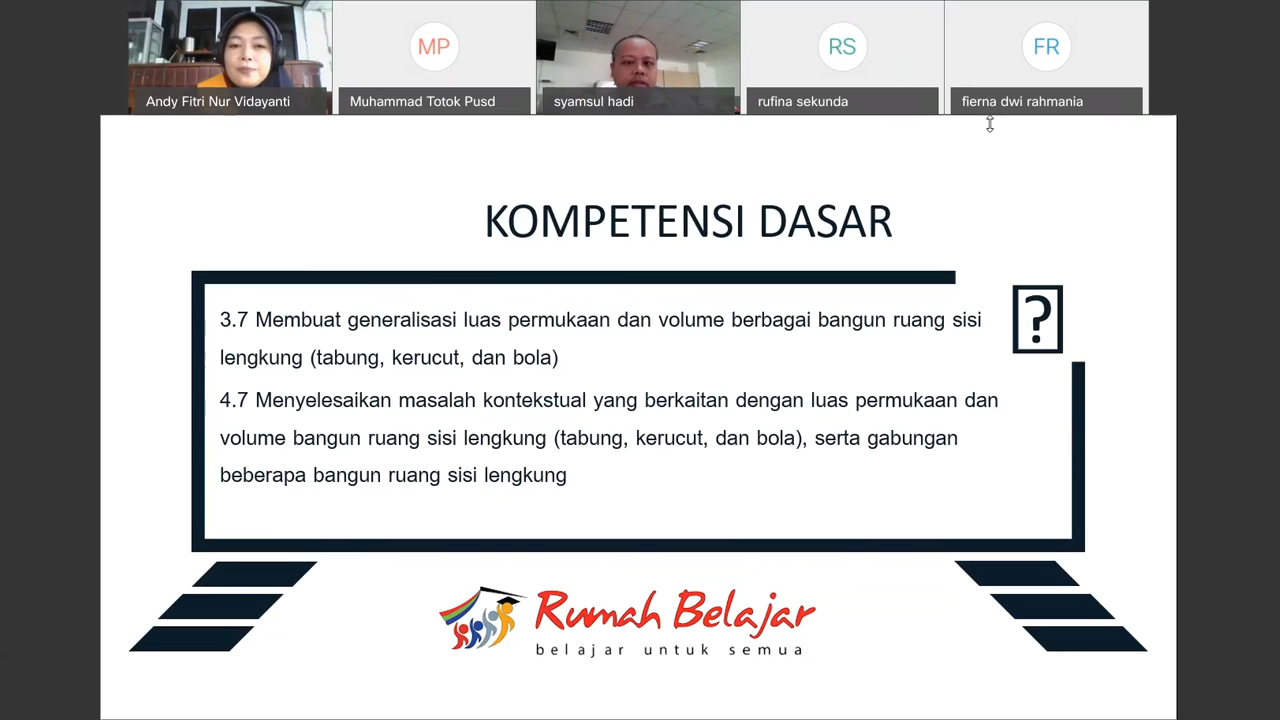 MP
RS
FR
Andy Fitri Nur Vidayanti
Muhammad Totok Pusd
syamsul hadi
rufina sekunda
fierna dwi rahmania
KOMPETENSI DASAR
3.7 Membuat generalisasi luas permukaan dan volume berbagai bangun ruang sisi
lengkung (tabung, kerucut, dan bola)
4.7 Menyelesaikan masalah kontekstual yang berkaitan dengan luas permukaan dan
volume bangun ruang sisi lengkung (tabung, kerucut, dan bola), serta gabungan
beberapa bangun ruang sisi lengkung
?
Rumah Belajar
belajar untuk semua